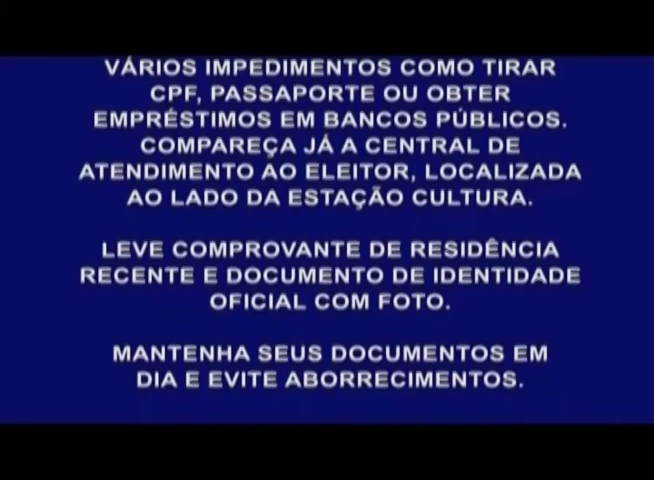 VÁRIOS IMPEDIMENTOS COMO TIRAR
CPF, PASSAPORTE OU OBTER
EMPRÉSTIMOS EM BANCOS PÚBLICOS.
COMPAREÇA JÁ A CENTRAL DE
ATENDIMENTO AO ELEITOR, LOCALIZADA
AO LADO DA ESTAÇÃO CULTURA.
LEVE COMPROVANTE DE RESIDÊNCIA
RECENTE E DOCUMENTO DE IDENTIDADE
OFICIAL COM FOTO.
MANTENHA SEUS DOCUMENTOS EM
DIA E EVITE ABORRECIMENTOS.